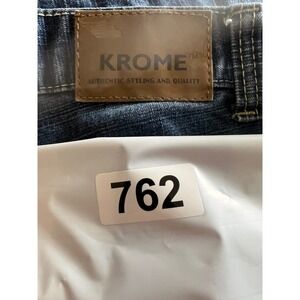 KROME
AUTHENTIC STYLING AND QUALITY
762